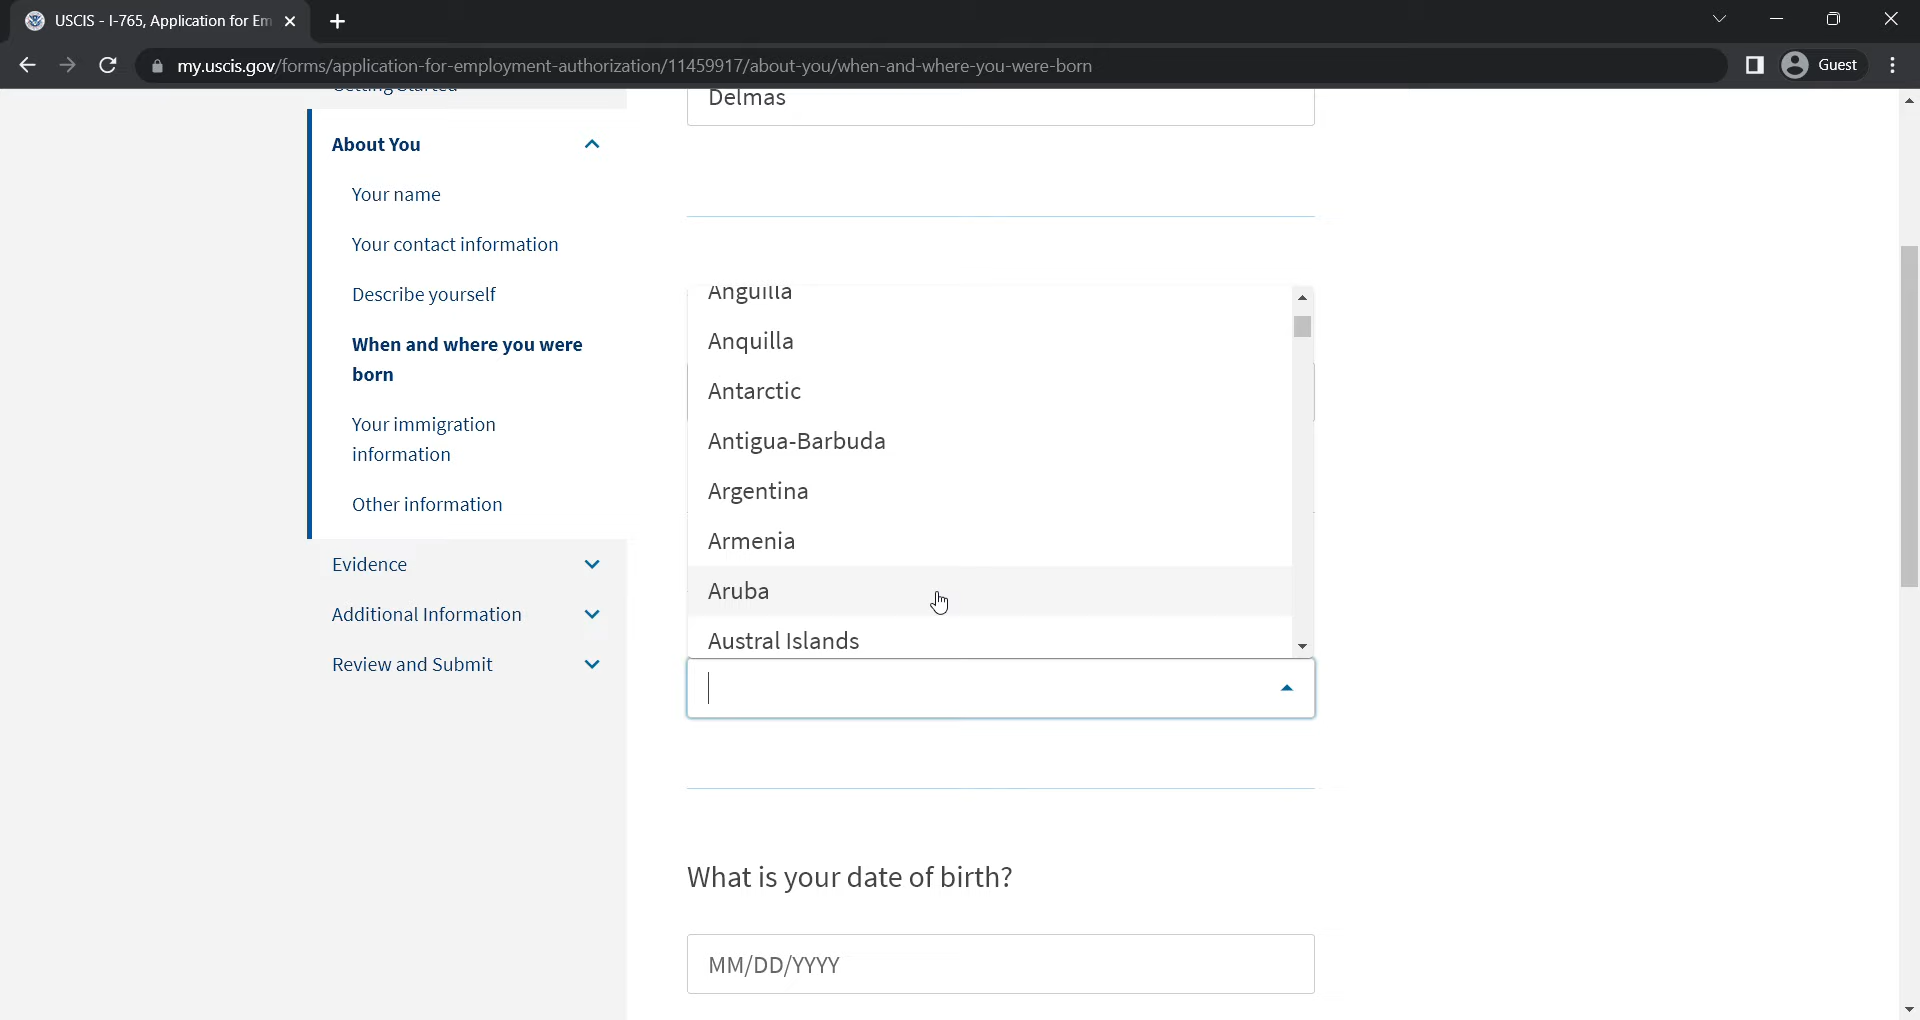 USCIS - I-765, Application for Em
my.uscis.gov/forms/application-for-employment-authorization/11459917/about-you/when-and-where-you-were-born
Guest
Getting Started
About You
Your name
Your contact information
Describe yourself
When and where you were
born
Your immigration
information
Other information
Evidence
Additional Information
Review and Submit
Delmas
Anguilla
Anquilla
Antarctic
Antigua-Barbuda
Argentina
Armenia
Aruba
Austral Islands
What is your date of birth?
MM/DD/YYYY